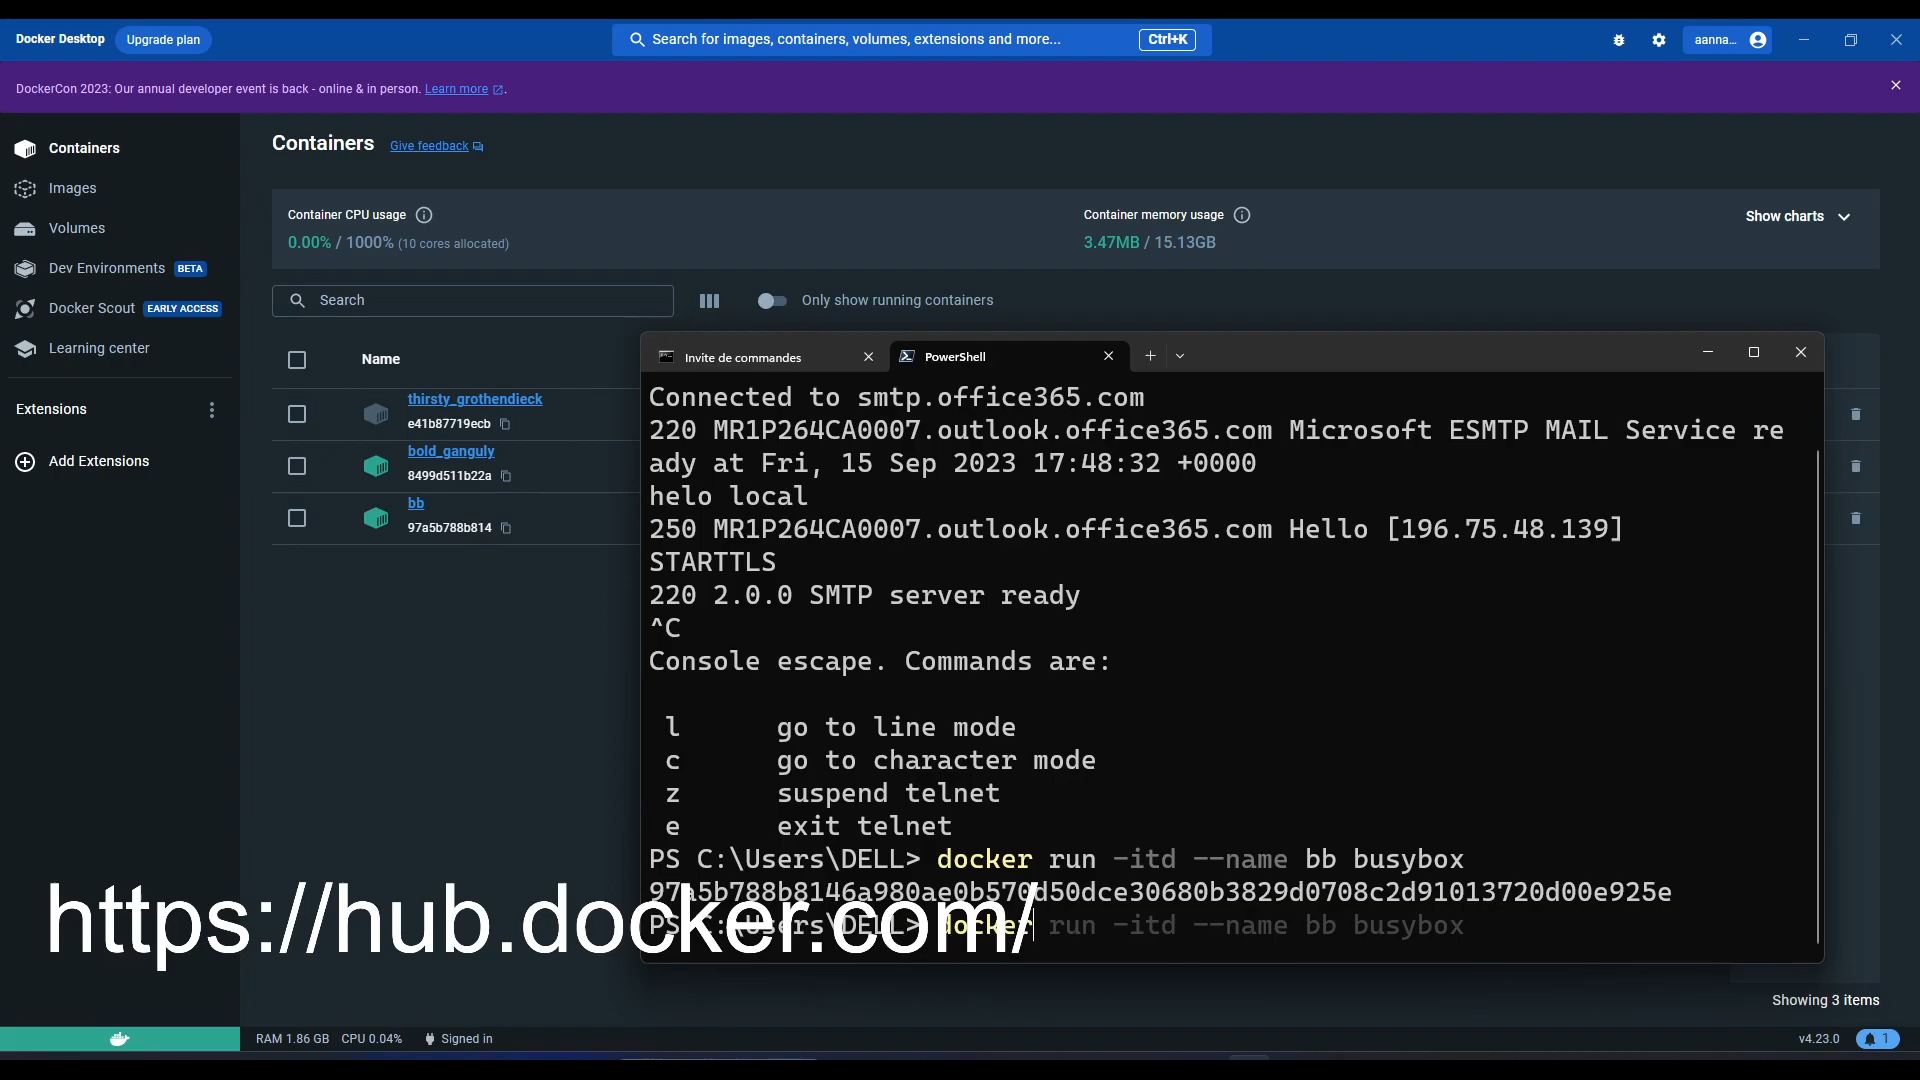 Docker Desktop
Upgrade plan
Search for images, containers, volumes, extensions and more...
Ctrl+K
aanna...
DockerCon 2023: Our annual developer event is back - online & in person. Learn more .
Containers
Images
Volumes
Dev Environments BETA
Docker Scout EARLY ACCESS
Learning center
Extensions
Add Extensions
Containers
Give feedback
Container CPU usage
0.00% / 1000% (10 cores allocated)
Container memory usage
3.47MB / 15.13GB
Show charts
Search
Only show running containers
Name
thirsty_grothendieck
e41b87719ecb
bold_ganguly
8499d511b22a
bb
97a5b788b814
Invite de commandes
PowerShell
Connected to smtp.office365.com
220 MR1P264CA0007.outlook.office365.com Microsoft ESMTP MAIL Service re
ady at Fri, 15 Sep 2023 17:48:32 +0000
helo local
250 MR1P264CA0007.outlook.office365.com Hello [196.75.48.139]
STARTTLS
220 2.0.0 SMTP server ready
^C
Console escape. Commands are:
l go to line mode
c go to character mode
z suspend telnet
e exit telnet
PS C:\Users\DELL> docker run -itd --name bb busybox
97a5b788b8146a980ae0b570d50dce30680b3829d0708c2d91013720d00e925e
PS C:\Users\DELL> docker run -itd --name bb busybox
https://hub.docker.com/
Showing 3 items
RAM 1.86 GB CPU 0.04% Signed in
v4.23.0
1